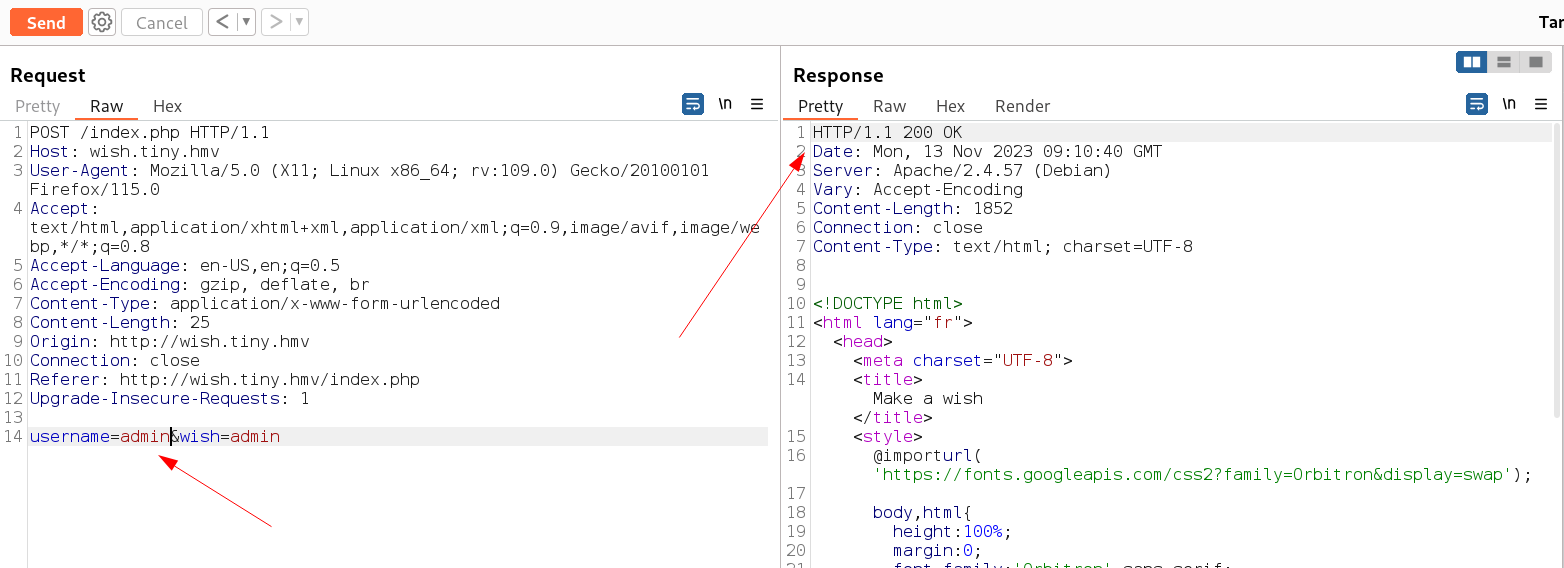 Send Cancel < > Tar
Request
Pretty Raw Hex \n
1 POST /index.php HTTP/1.1
2 Host: wish.tiny.hmv
3 User-Agent: Mozilla/5.0 (X11; Linux x86_64; rv:109.0) Gecko/20100101
Firefox/115.0
4 Accept:
text/html,application/xhtml+xml,application/xml;q=0.9,image/avif,image/we
bp,*/*;q=0.8
5 Accept-Language: en-US,en;q=0.5
6 Accept-Encoding: gzip, deflate, br
7 Content-Type: application/x-www-form-urlencoded
8 Content-Length: 25
9 Origin: http://wish.tiny.hmv
10 Connection: close
11 Referer: http://wish.tiny.hmv/index.php
12 Upgrade-Insecure-Requests: 1
13
14 username=admin&wish=admin
Response
Pretty Raw Hex Render \n
1 HTTP/1.1 200 OK
2 Date: Mon, 13 Nov 2023 09:10:40 GMT
3 Server: Apache/2.4.57 (Debian)
4 Vary: Accept-Encoding
5 Content-Length: 1852
6 Connection: close
7 Content-Type: text/html; charset=UTF-8
8
9
10 <!DOCTYPE html>
11 <html lang="fr">
12 <head>
13 <meta charset="UTF-8">
14 <title>
Make a wish
</title>
15 <style>
16 @importurl(
'https://fonts.googleapis.com/css2?family=Orbitron&display=swap');
17
18 body,html{
19 height:100%;
20 margin:0;
21 font-family:'Orbitron',sans-serif;